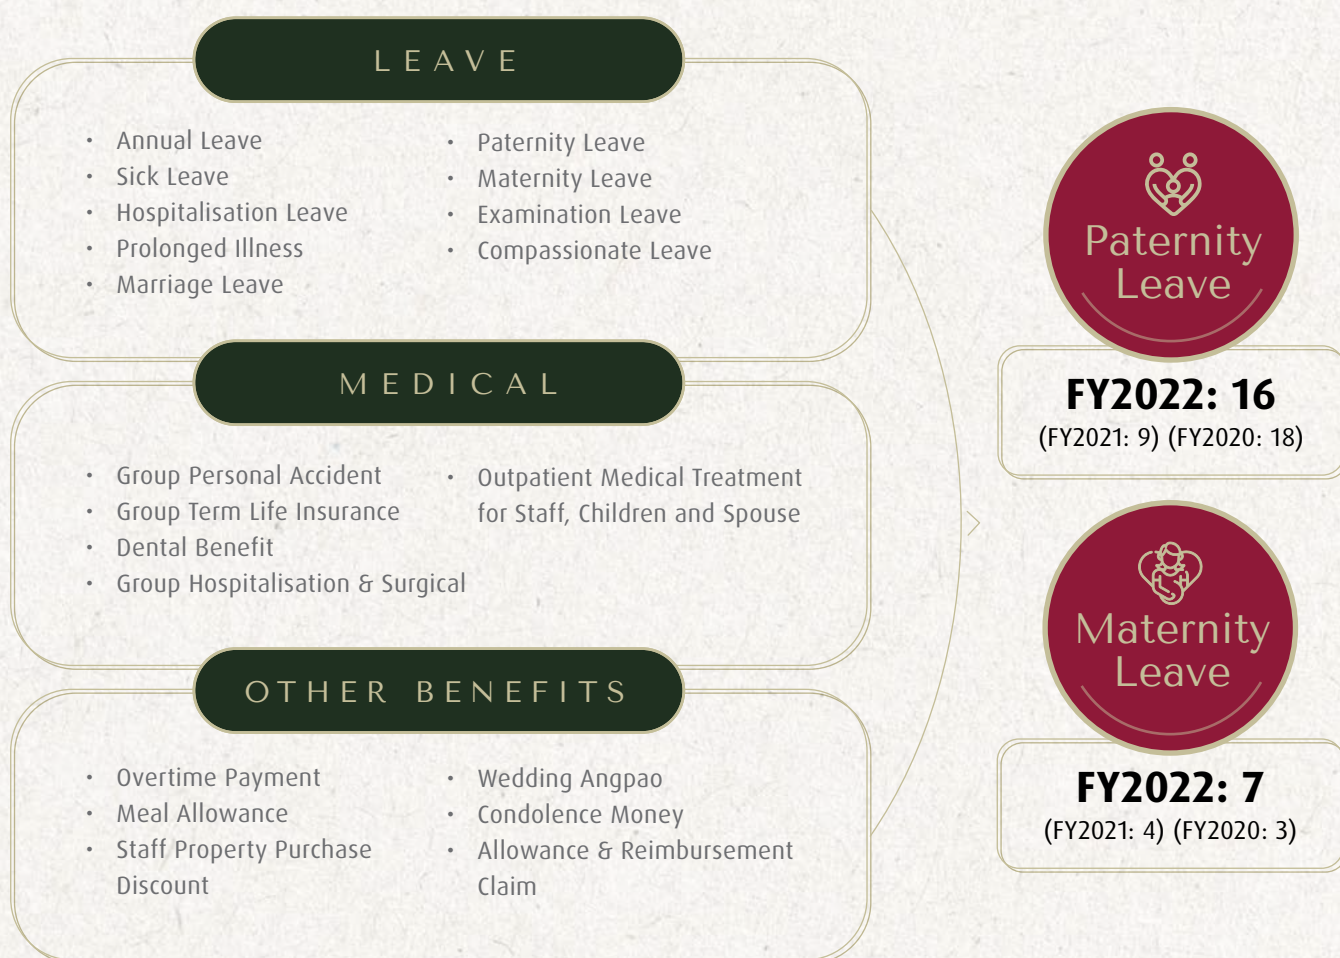 LEAVE
• Annual Leave
• Sick Leave
• Hospitalisation Leave
• Prolonged Illness
• Marriage Leave
• Paternity Leave
• Maternity Leave
• Examination Leave
• Compassionate Leave
MEDICAL
• Group Personal Accident
• Group Term Life Insurance
• Dental Benefit
• Group Hospitalisation & Surgical
• Outpatient Medical Treatment
for Staff, Children and Spouse
OTHER BENEFITS
• Overtime Payment
• Meal Allowance
• Staff Property Purchase
Discount
• Wedding Angpao
• Condolence Money
• Allowance & Reimbursement
Claim
Paternity
Leave
FY2022: 16
(FY2021: 9) (FY2020: 18)
Maternity
Leave
FY2022: 7
(FY2021: 4) (FY2020: 3)